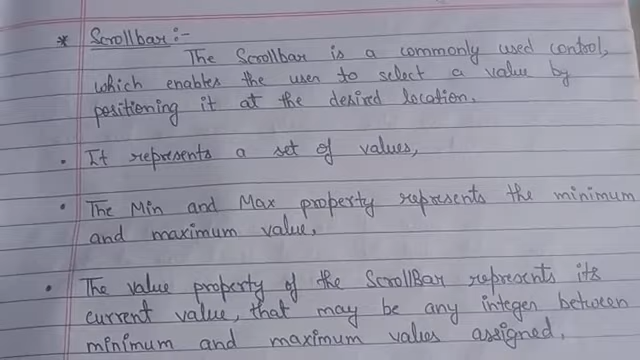 * Scrollbar:-
The Scrollbar is a commonly used control,
which enables the user to select a value by
positioning it at the desired location.
• It represents a set of values,
• The Min and Max property represents the minimum
and maximum value,
• The value property of the ScrollBar represents its
current value, that may be any integer between
minimum and maximum values assigned.